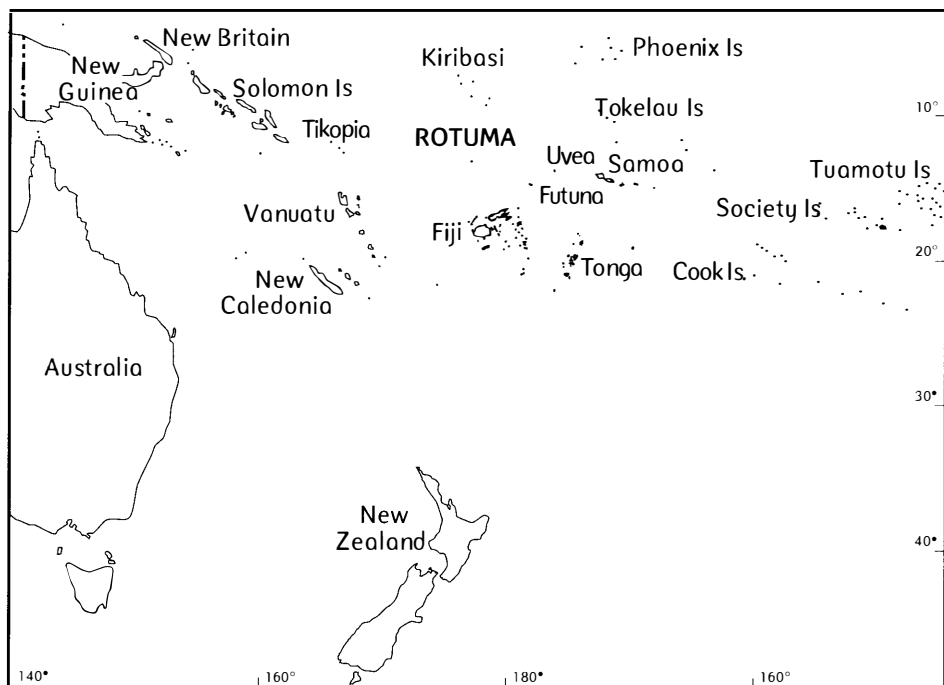 New Britain
Kiribasi
Phoenix Is
New
Guinea
Solomon Is
Tokelau Is
10°
Tikopia
ROTUMA
Uvea
Samoa
Tuamotu Is
Futuna
Vanuatu
Society Is
Fiji
20°
New
Caledonia
Tonga
Cook Is.
Australia
30°
New
Zealand
40°
140°
160°
180°
160°